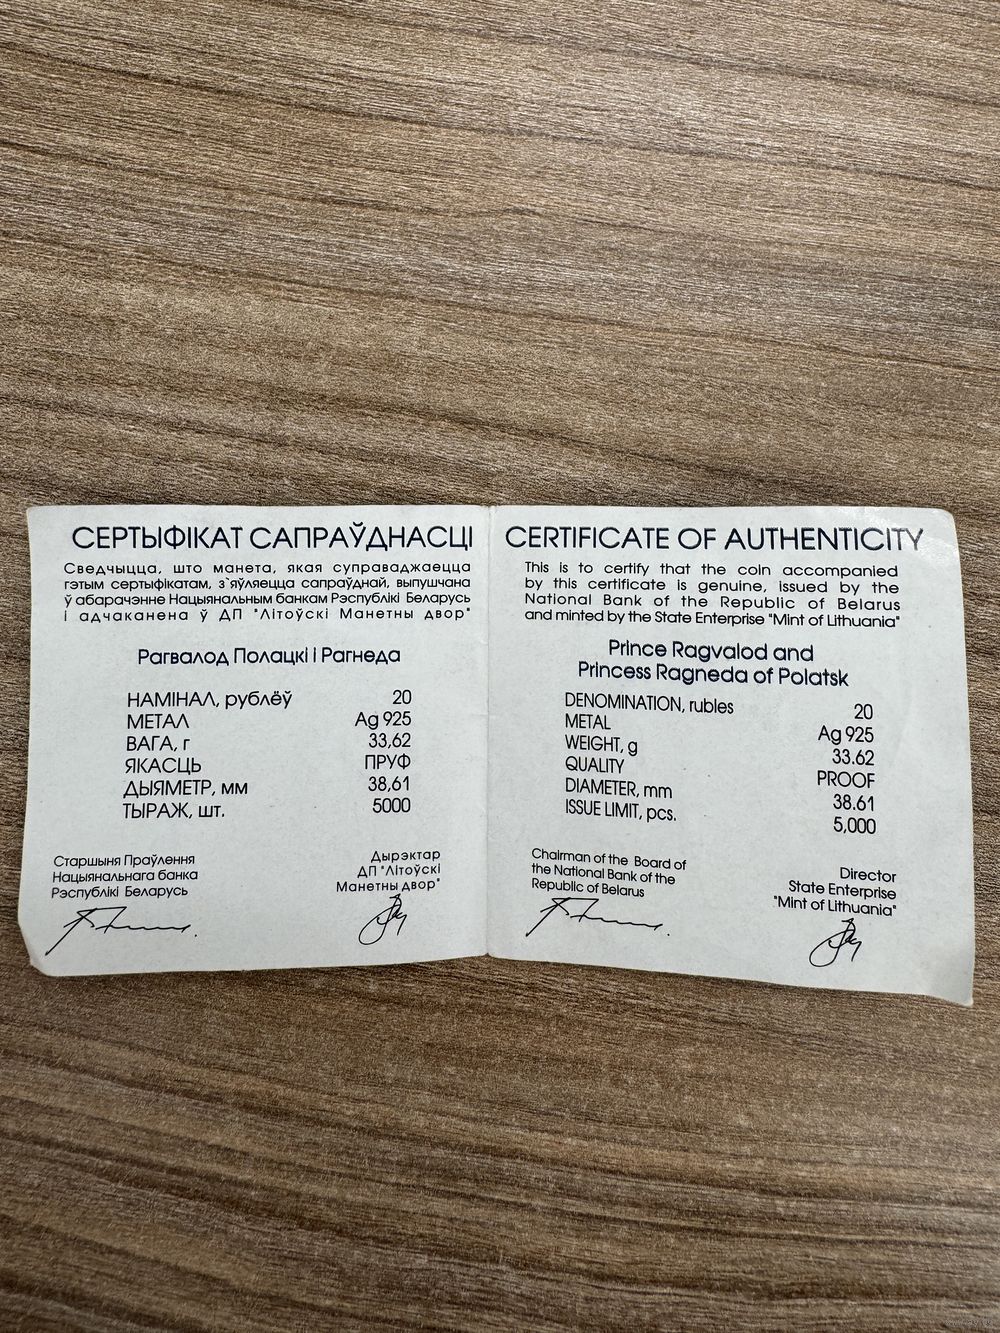 СЕРТЫФІКАТ САПРАЎДНАСЦІ
Сведчыцца, што манета, якая суправаджаецца
гэтым сертыфікатам, з`яўляецца сапраўднай, выпушчана
ў абарачэнне Нацыянальным банкам Рэспублікі Беларусь
і адчаканена ў ДП "Літоўскі Манетны двор"
Рагвалод Полацкі і Рагнеда
НАМІНАЛ, рублёў 20
МЕТАЛ Ag 925
ВАГА, г 33,62
ЯКАСЦЬ ПРУФ
ДЫЯМЕТР, мм 38,61
ТЫРАЖ, шт. 5000
Старшыня Праўлення
Нацыянальнага банка
Рэспублікі Беларусь
Дырэктар
ДП "Літоўскі
Манетны двор"
CERTIFICATE OF AUTHENTICITY
This is to certify that the coin accompanied
by this certificate is genuine, issued by the
National Bank of the Republic of Belarus
and minted by the State Enterprise "Mint of Lithuania"
Prince Ragvalod and
Princess Ragneda of Polatsk
DENOMINATION, rubles 20
METAL Ag 925
WEIGHT, g 33.62
QUALITY PROOF
DIAMETER, mm 38.61
ISSUE LIMIT, pcs. 5,000
Chairman of the Board of
the National Bank of the
Republic of Belarus
Director
State Enterprise
"Mint of Lithuania"